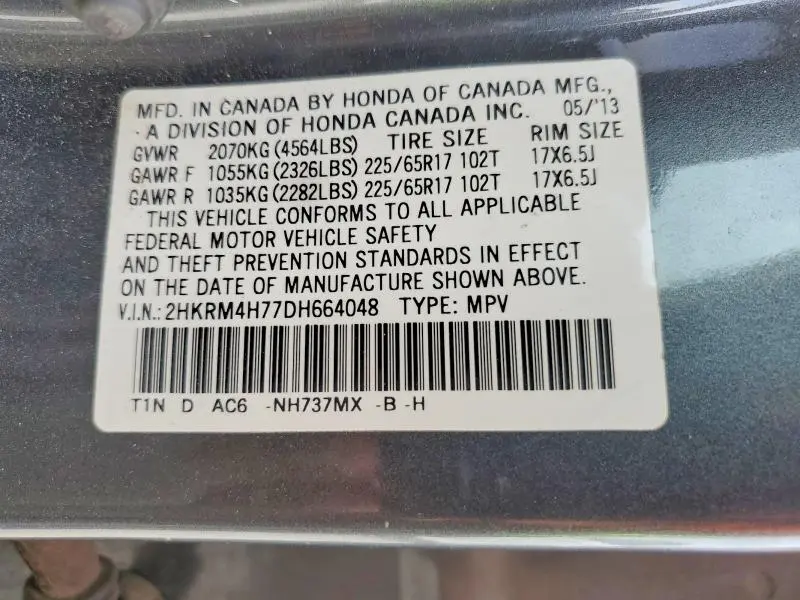 MFD. IN CANADA BY HONDA OF CANADA MFG.,
A DIVISION OF HONDA CANADA INC. 05/'13
GVWR 2070KG (4564LBS) TIRE SIZE RIM SIZE
GAWR F 1055KG (2326LBS) 225/65R17 102T 17X6.5J
GAWR R 1035KG (2282LBS) 225/65R17 102T 17X6.5J
THIS VEHICLE CONFORMS TO ALL APPLICABLE
FEDERAL MOTOR VEHICLE SAFETY
AND THEFT PREVENTION STANDARDS IN EFFECT
ON THE DATE OF MANUFACTURE SHOWN ABOVE.
V.I.N.: 2HKRM4H77DH664048 TYPE: MPV
T1N D AC6 -NH737MX -B -H